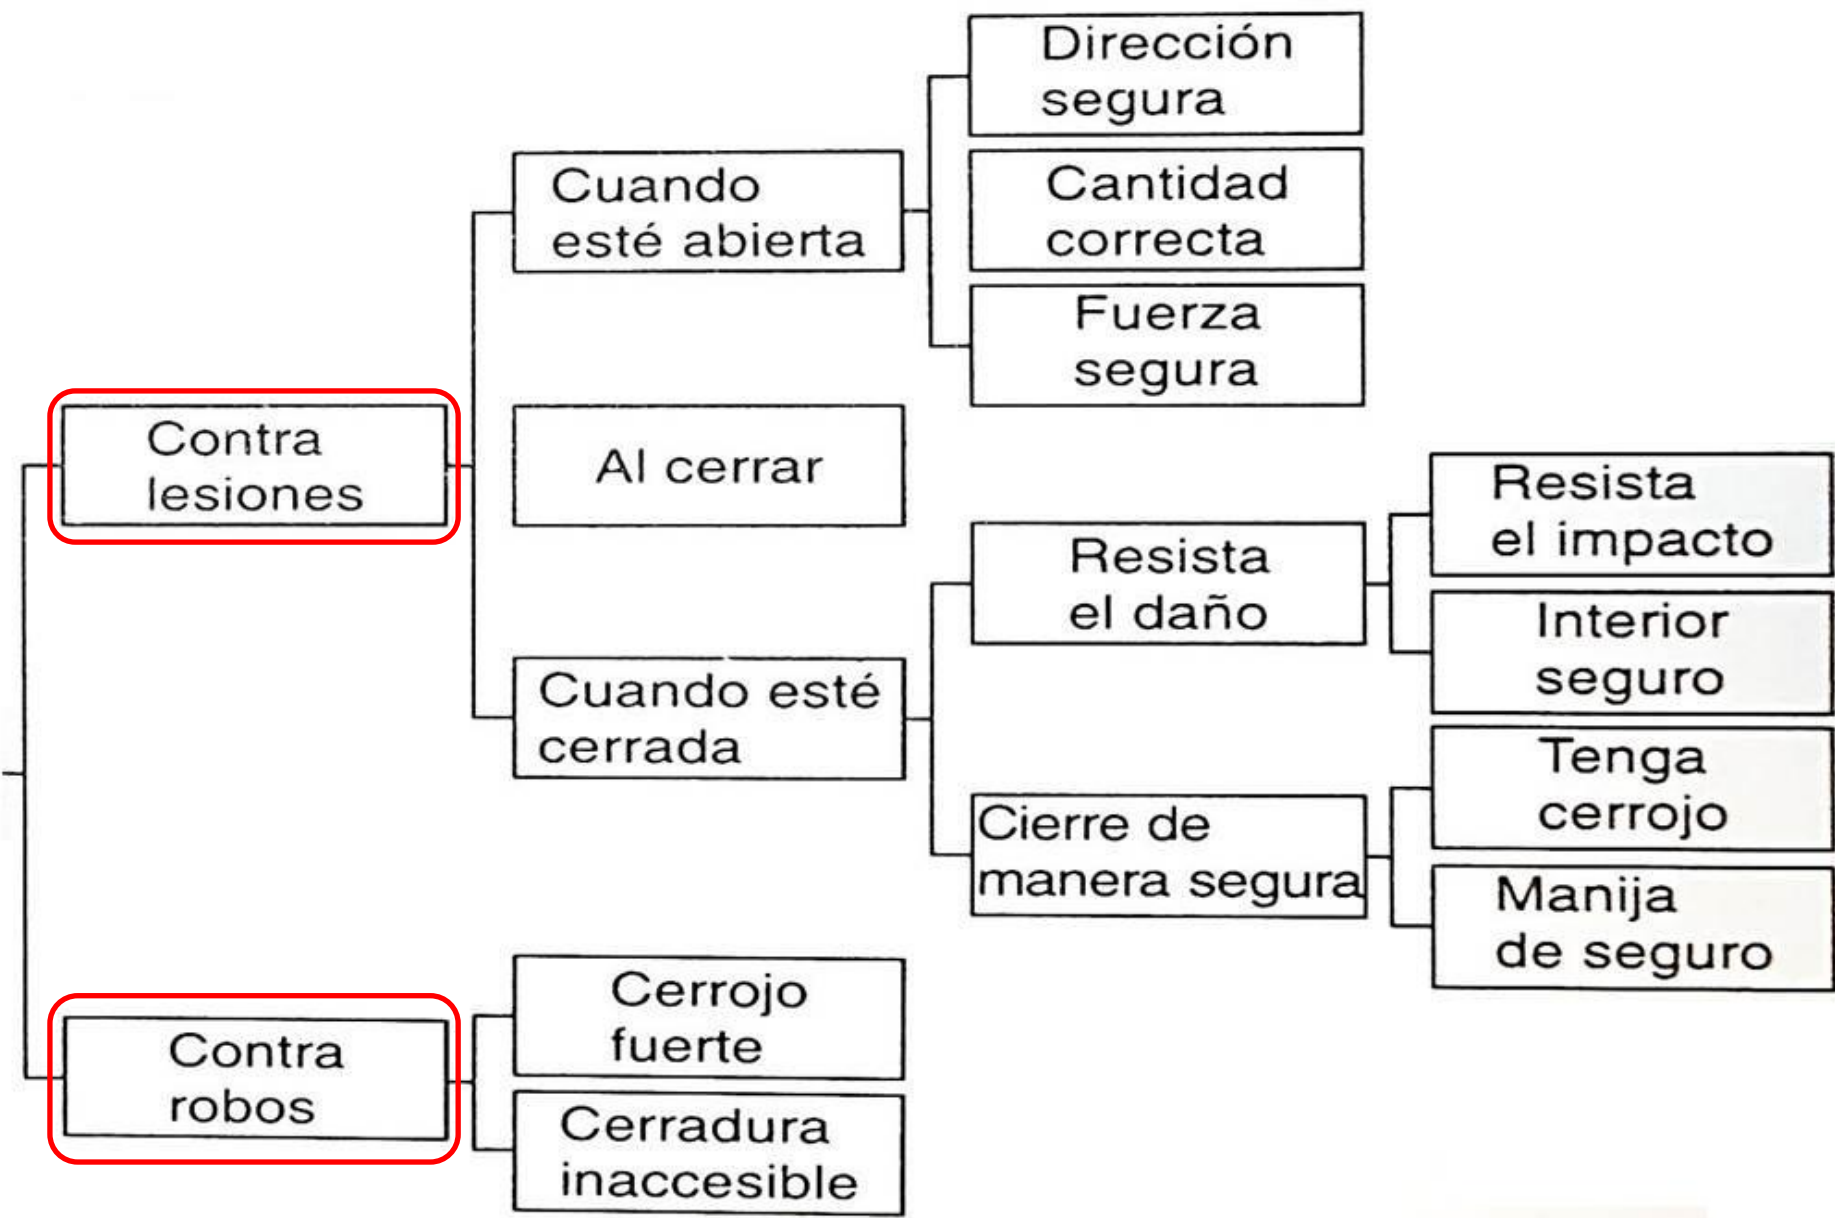 Dirección
segura
Cuando
esté abierta
Cantidad
correcta
Fuerza
segura
Contra
lesiones
Al cerrar
Resista
el daño
Resista
el impacto
Interior
seguro
Cuando esté
cerrada
Cierre de
manera segura
Tenga
cerrojo
Manija
de seguro
Contra
robos
Cerrojo
fuerte
Cerradura
inaccesible